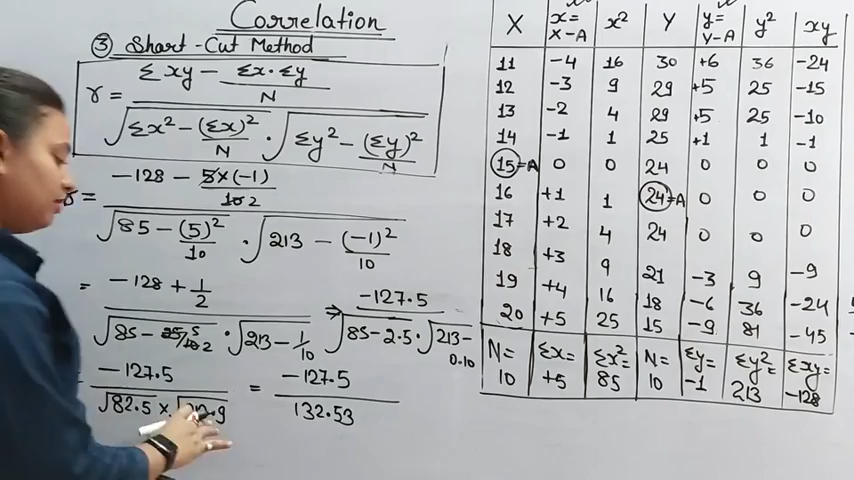 Correlation
③ Short-Cut Method
r = Σxy − Σx·Σy/N
√Σx² − (Σx)²/N · √Σy² − (Σy)²/N
r = −128 − 5×(−1)/10 2
√85 − (5)²/10 · √213 − (−1)²/10
= −128 + 1/2
√85 − 25/10 5/2 · √213 − 1/10
⇒ −127.5
√85−2.5 · √213−0.10
= −127.5
√82.5 × √212.9
= −127.5
132.53
X x=X−A x² Y y=Y−A y² xy
11 −4 16 30 +6 36 −24
12 −3 9 29 +5 25 −15
13 −2 4 29 +5 25 −10
14 −1 1 25 +1 1 −1
15=A 0 0 24 0 0 0
16 +1 1 24=A 0 0 0
17 +2 4 24 0 0 0
18 +3 9 21 −3 9 −9
19 +4 16 18 −6 36 −24
20 +5 25 15 −9 81 −45
N=10 Σx=+5 Σx²=85 N=10 Σy=−1 Σy²=213 Σxy=−128